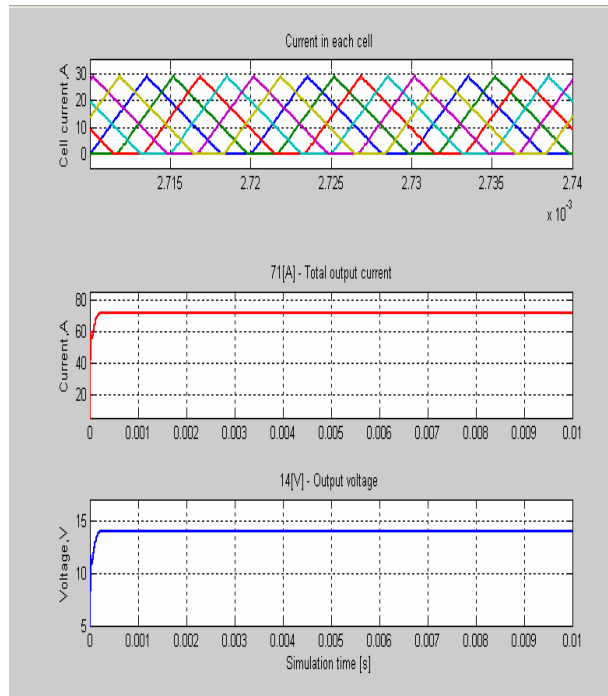 Current in each cell
Cell current,A
30
20
10
0
2.715 2.72 2.725 2.73 2.735 2.74
x 10-3
71[A] - Total output current
Current,A
80
60
40
20
0 0.001 0.002 0.003 0.004 0.005 0.006 0.007 0.008 0.009 0.01
14[V] - Output voltage
Voltage,V
15
10
5
0 0.001 0.002 0.003 0.004 0.005 0.006 0.007 0.008 0.009 0.01
Simulation time [s]